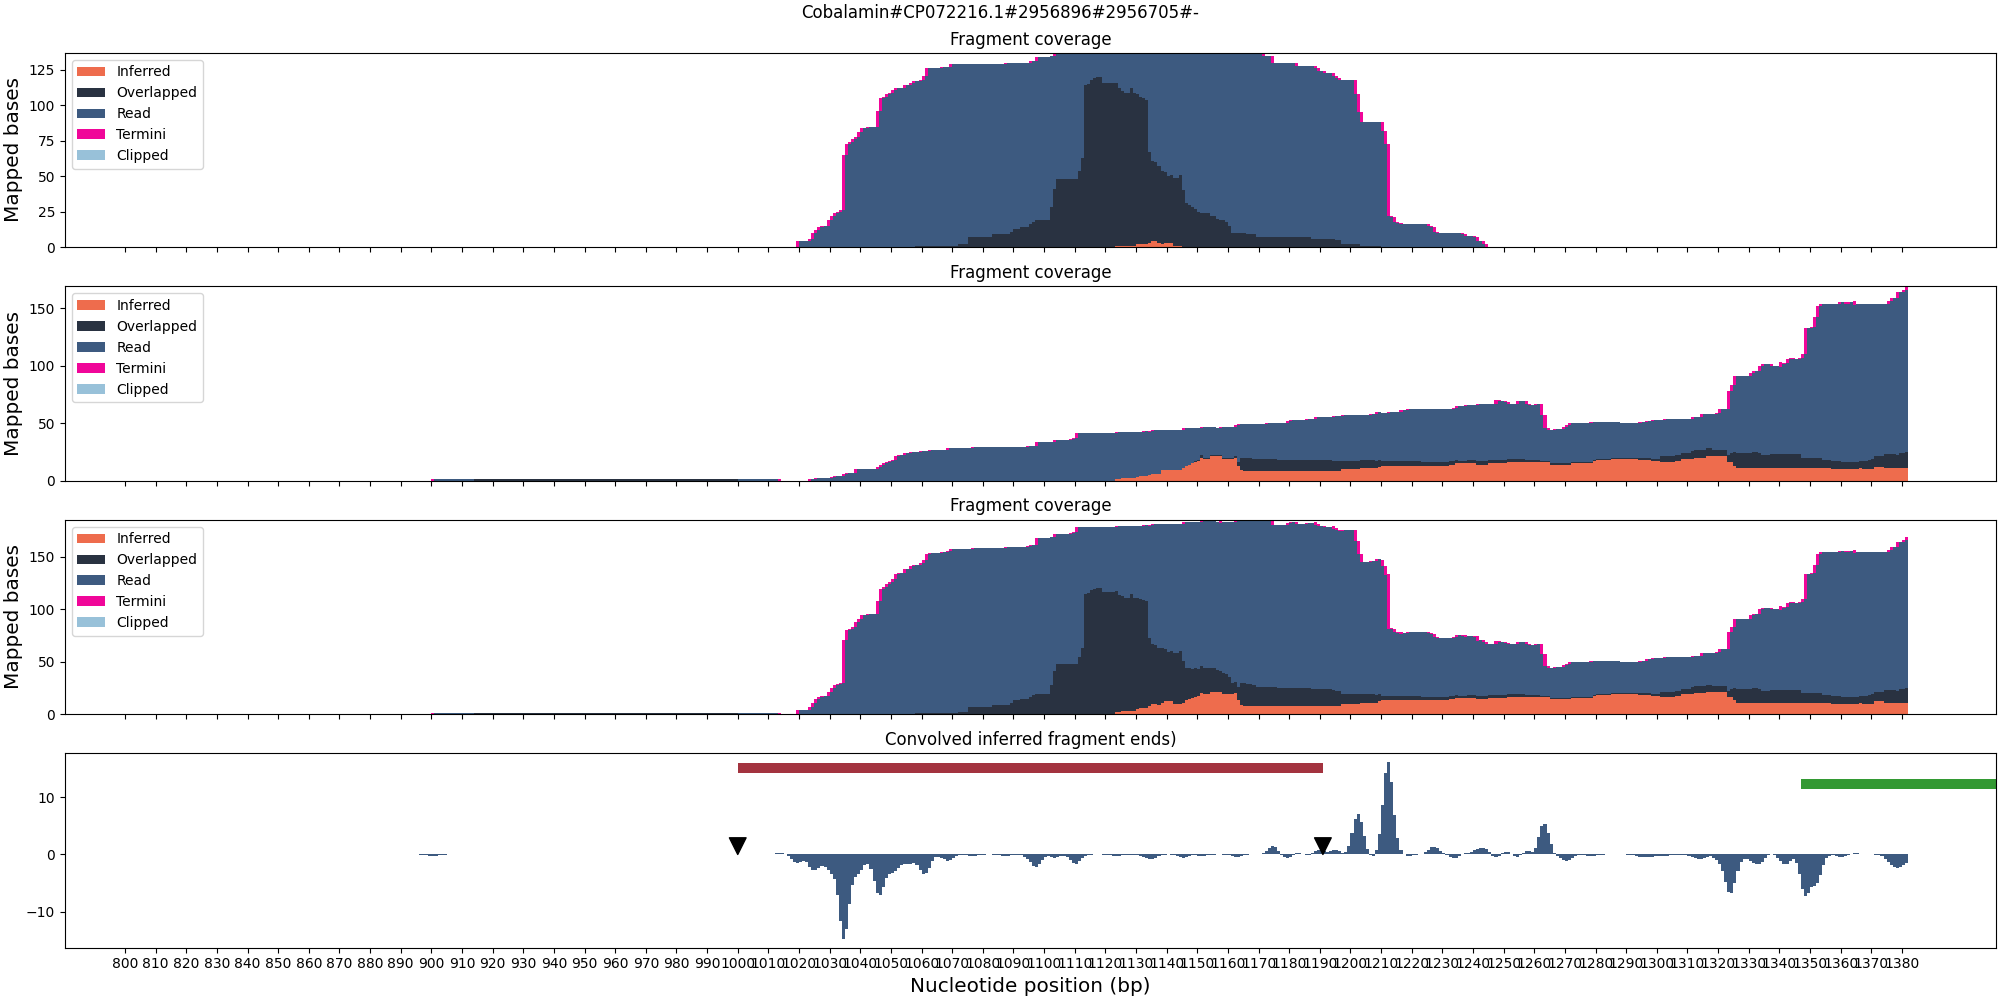 Cobalamin#CP072216.1#2956896#2956705#-
Fragment coverage
Mapped bases
125
100
75
50
25
0
Inferred
Overlapped
Read
Termini
Clipped
Fragment coverage
Mapped bases
150
100
50
0
Inferred
Overlapped
Read
Termini
Clipped
Fragment coverage
Mapped bases
150
100
50
0
Inferred
Overlapped
Read
Termini
Clipped
Convolved inferred fragment ends)
10
0
−10
800 810 820 830 840 850 860 870 880 890 900 910 920 930 940 950 960 970 980 990 1000 1010 1020 1030 1040 1050 1060 1070 1080 1090 1100 1110 1120 1130 1140 1150 1160 1170 1180 1190 1200 1210 1220 1230 1240 1250 1260 1270 1280 1290 1300 1310 1320 1330 1340 1350 1360 1370 1380
Nucleotide position (bp)